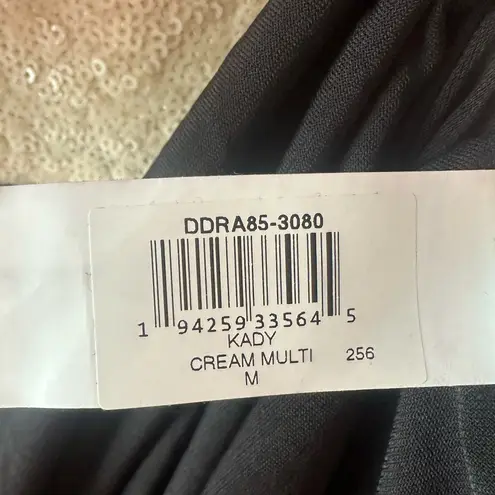 DDRA85-3080
1 94259 33564 5
KADY
CREAM MULTI 256
M